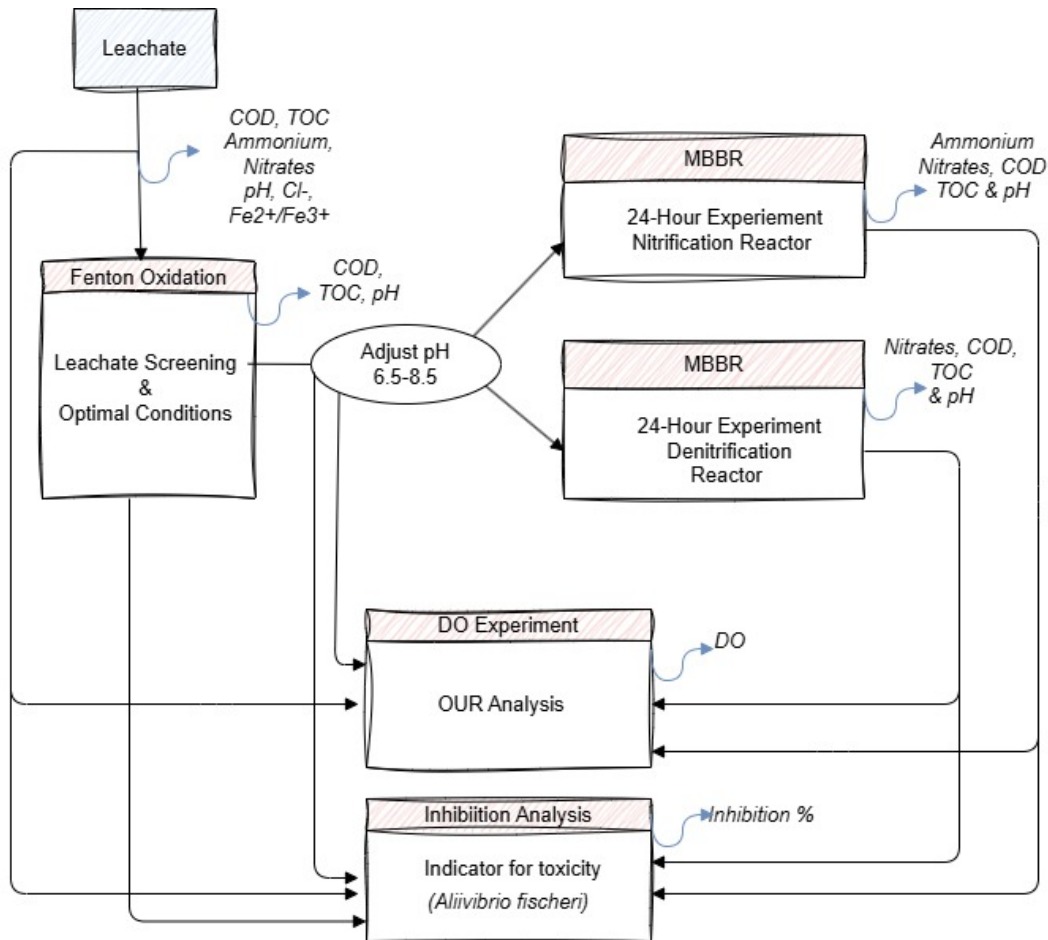 Leachate
COD, TOC
Ammonium,
Nitrates
pH, Cl-,
Fe2+/Fe3+
Fenton Oxidation
Leachate Screening
&
Optimal Conditions
COD,
TOC, pH
Adjust pH
6.5-8.5
MBBR
24-Hour Experiement
Nitrification Reactor
Ammonium
Nitrates, COD
TOC & pH
MBBR
24-Hour Experiment
Denitrification
Reactor
Nitrates, COD,
TOC
& pH
DO Experiment
OUR Analysis
DO
Inhibiition Analysis
Indicator for toxicity
(Aliivibrio fischeri)
Inhibition %